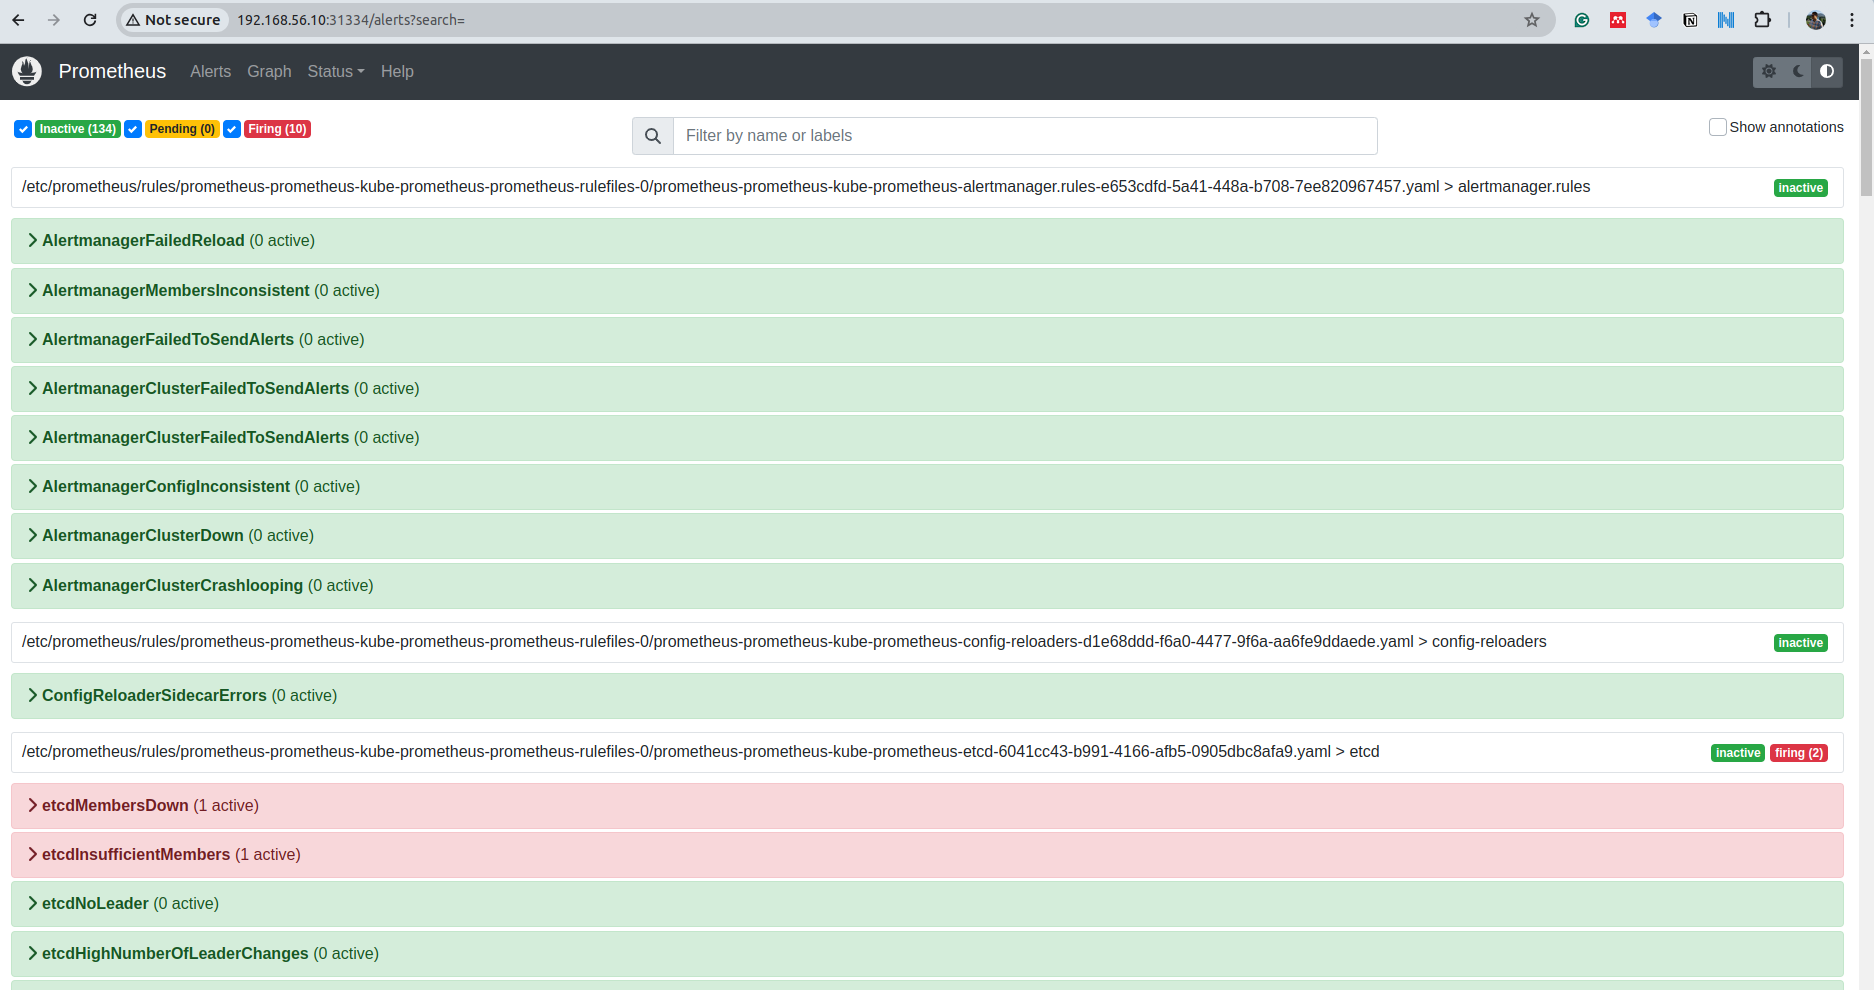 Not secure 192.168.56.10:31334/alerts?search=
Prometheus Alerts Graph Status Help
Inactive (134) Pending (0) Firing (10) Filter by name or labels Show annotations
/etc/prometheus/rules/prometheus-prometheus-kube-prometheus-prometheus-rulefiles-0/prometheus-prometheus-kube-prometheus-alertmanager.rules-e653cdfd-5a41-448a-b708-7ee820967457.yaml > alertmanager.rules inactive
AlertmanagerFailedReload (0 active)
AlertmanagerMembersInconsistent (0 active)
AlertmanagerFailedToSendAlerts (0 active)
AlertmanagerClusterFailedToSendAlerts (0 active)
AlertmanagerClusterFailedToSendAlerts (0 active)
AlertmanagerConfigInconsistent (0 active)
AlertmanagerClusterDown (0 active)
AlertmanagerClusterCrashlooping (0 active)
/etc/prometheus/rules/prometheus-prometheus-kube-prometheus-prometheus-rulefiles-0/prometheus-prometheus-kube-prometheus-config-reloaders-d1e68ddd-f6a0-4477-9f6a-aa6fe9ddaede.yaml > config-reloaders inactive
ConfigReloaderSidecarErrors (0 active)
/etc/prometheus/rules/prometheus-prometheus-kube-prometheus-prometheus-rulefiles-0/prometheus-prometheus-kube-prometheus-etcd-6041cc43-b991-4166-afb5-0905dbc8afa9.yaml > etcd inactive firing (2)
etcdMembersDown (1 active)
etcdInsufficientMembers (1 active)
etcdNoLeader (0 active)
etcdHighNumberOfLeaderChanges (0 active)